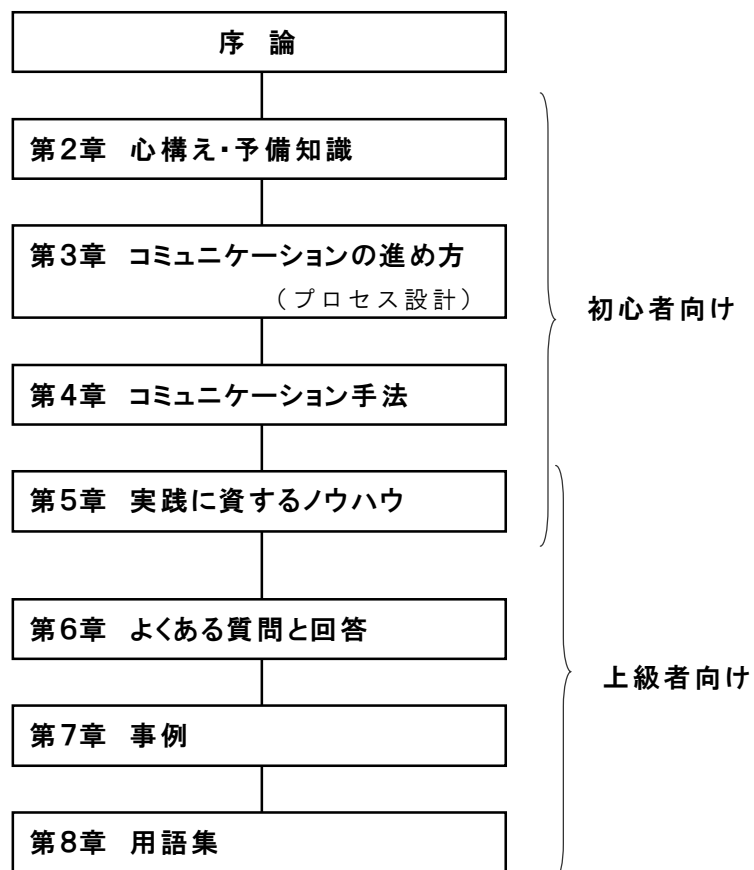 序 論
第2章 心構え・予備知識
第3章 コミュニケーションの進め方
(プロセス設計)
初心者向け
第4章 コミュニケーション手法
第5章 実践に資するノウハウ
第6章 よくある質問と回答
上級者向け
第7章 事例
第8章 用語集